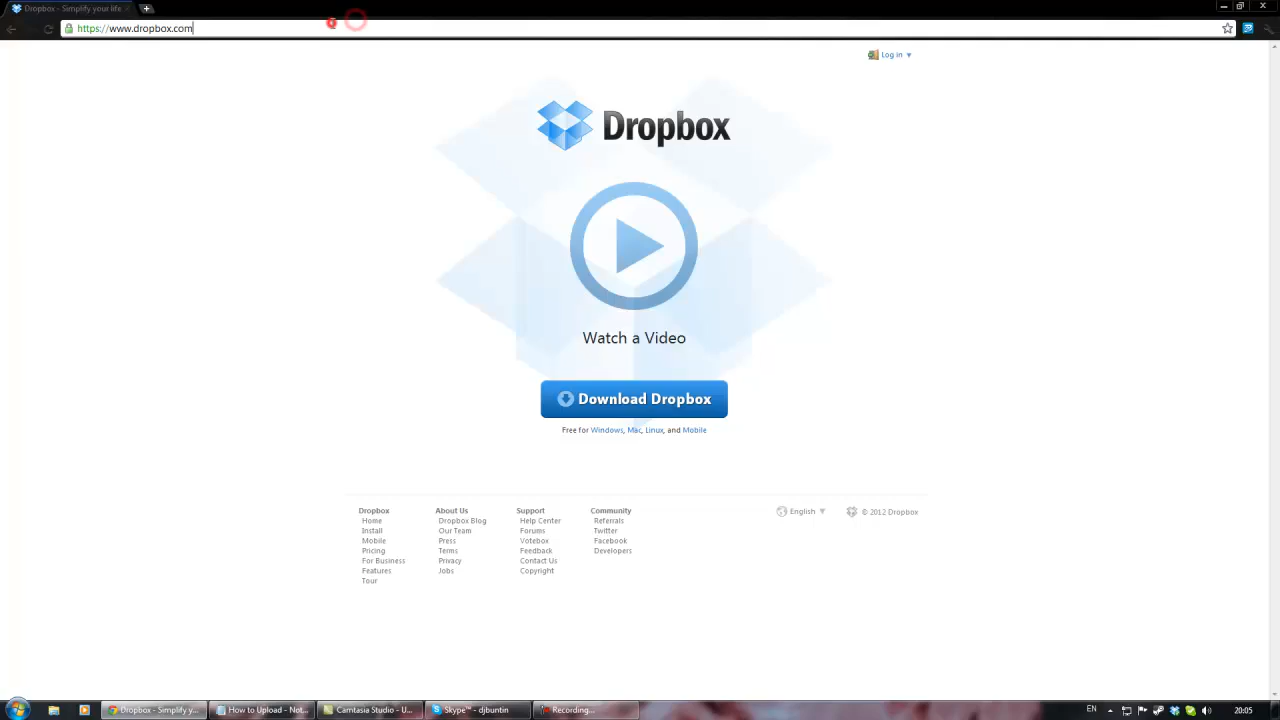 Dropbox - Simplify your life
https://www.dropbox.com
Log in
Dropbox
Watch a Video
Download Dropbox
Free for Windows, Mac, Linux, and Mobile
Dropbox
Home
Install
Mobile
Pricing
For Business
Features
Tour
About Us
Dropbox Blog
Our Team
Press
Terms
Privacy
Jobs
Support
Help Center
Forums
Votebox
Feedback
Contact Us
Copyright
Community
Referrals
Twitter
Facebook
Developers
English
© 2012 Dropbox
Dropbox - Simplify y...
How to Upload - Not...
Camtasia Studio - U...
Skype™ - djbuntin
Recording...
EN
20:05